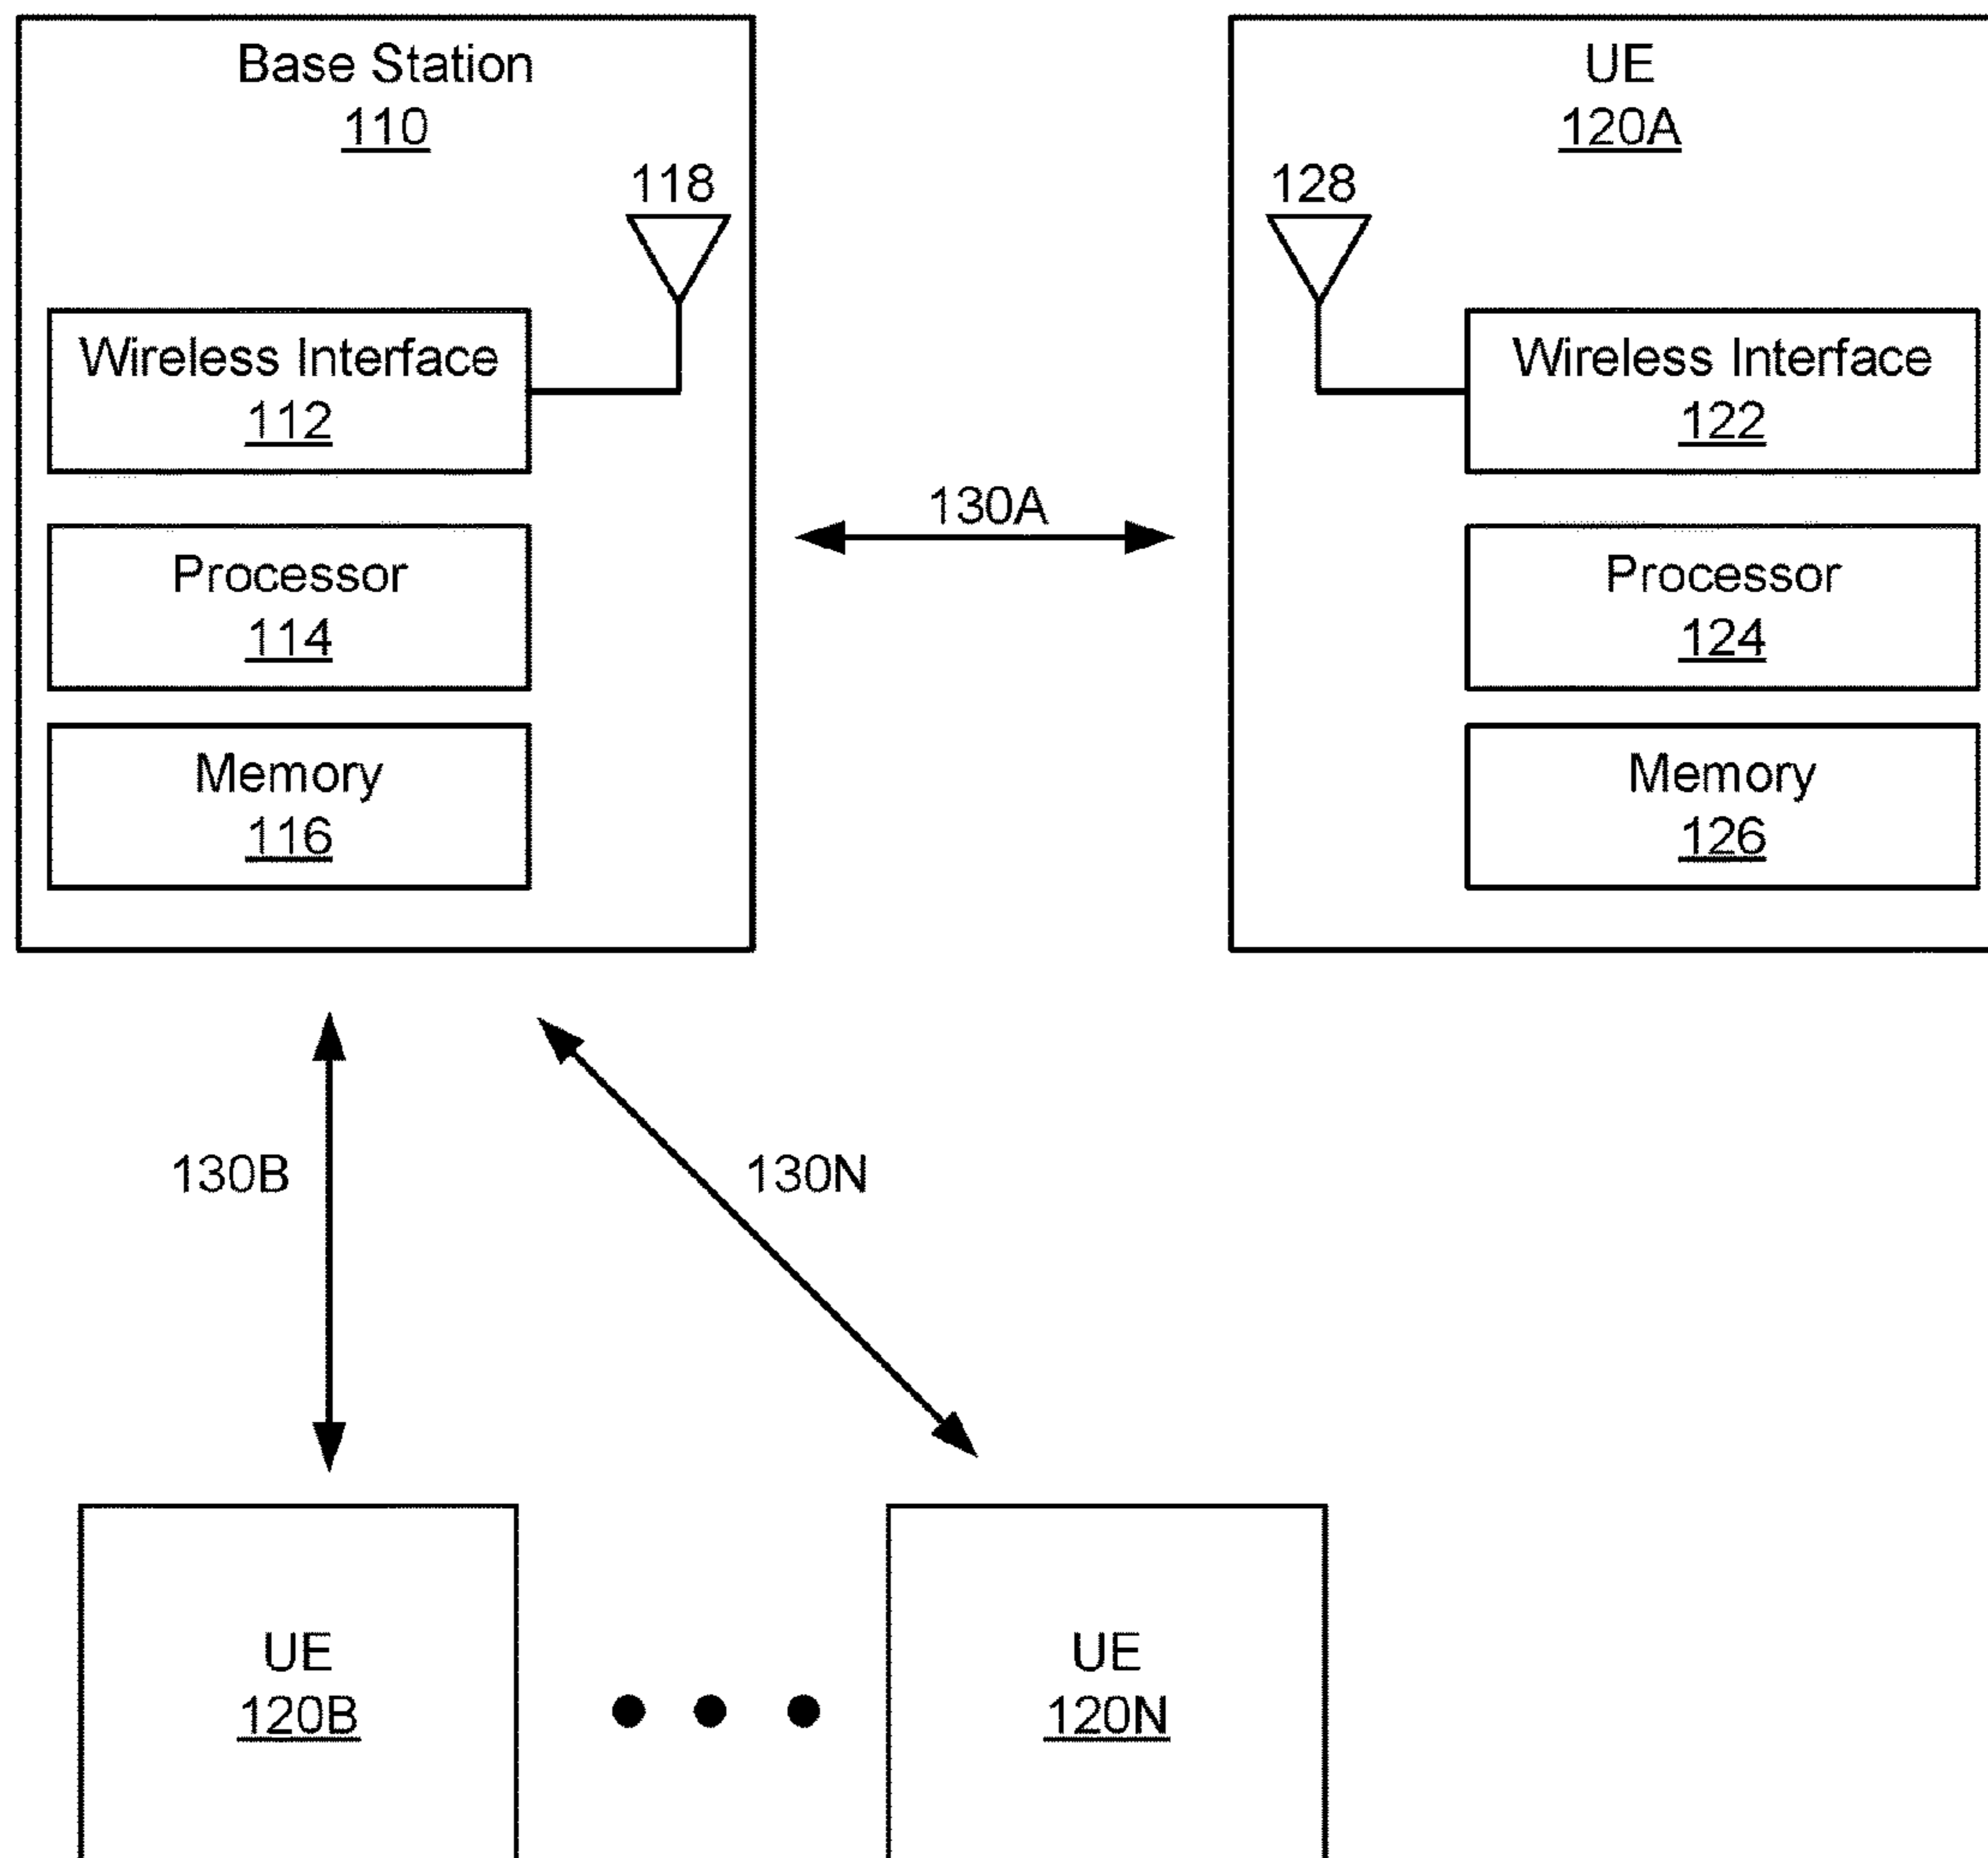 Base Station
110
118
Wireless Interface
112
Processor
114
Memory
116
UE
120A
128
Wireless Interface
122
Processor
124
Memory
126
130A
130B
130N
UE
120B
UE
120N